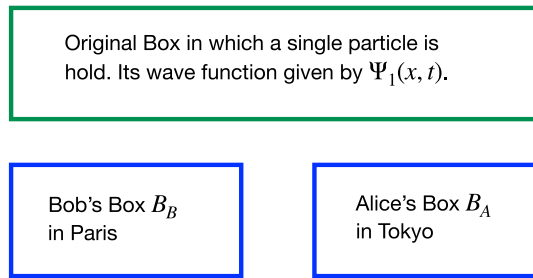 Original Box in which a single particle is
hold. Its wave function given by Ψ₁(x, t).
Bob's Box B_B
in Paris
Alice's Box B_A
in Tokyo